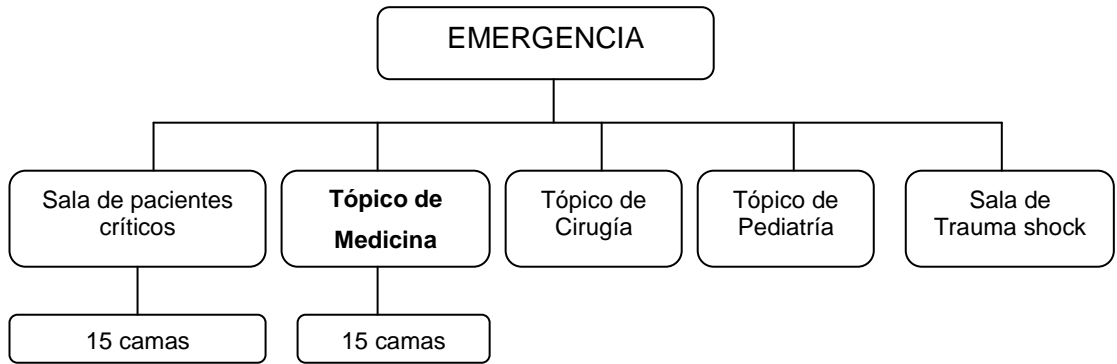 EMERGENCIA
Sala de pacientes
críticos
Tópico de
Medicina
Tópico de
Cirugía
Tópico de
Pediatría
Sala de
Trauma shock
15 camas
15 camas